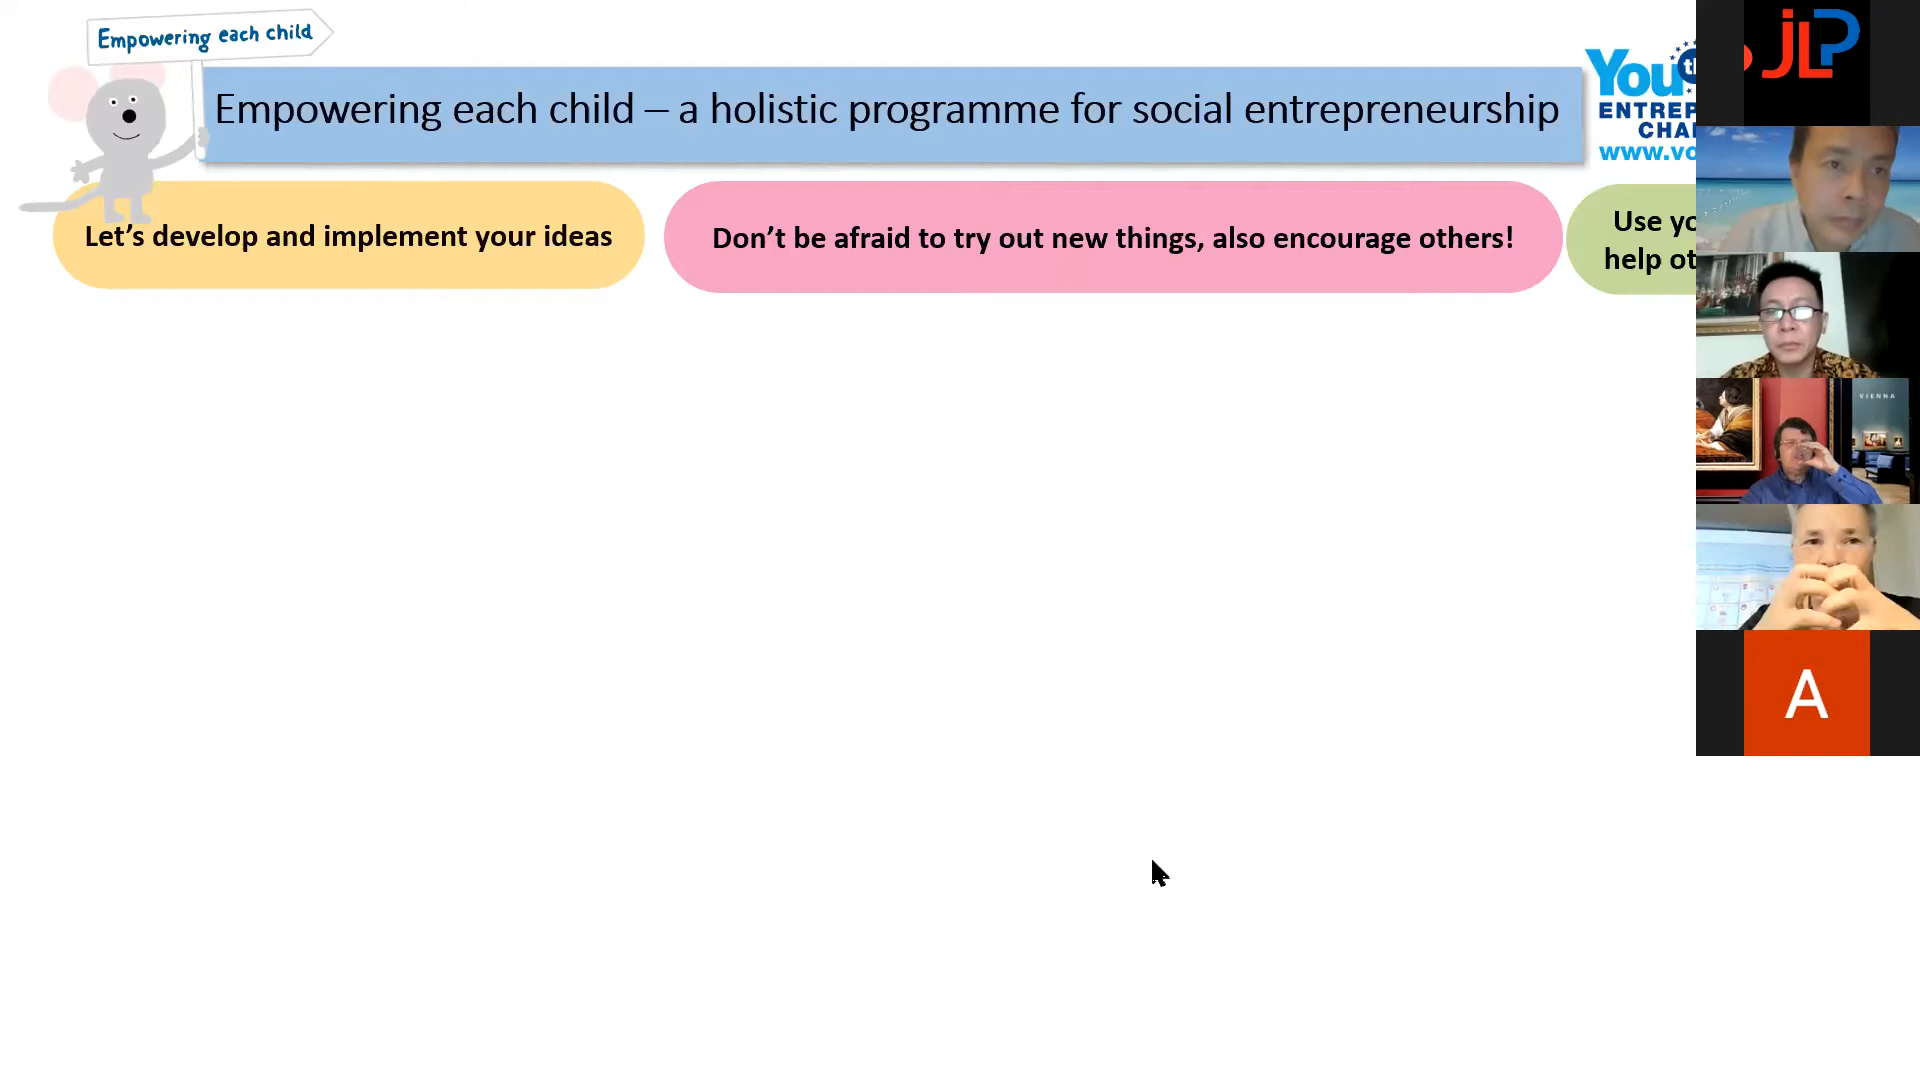 Empowering each child
Empowering each child – a holistic programme for social entrepreneurship
You th
ENTREP
CHA
www.vo
Let's develop and implement your ideas
Don't be afraid to try out new things, also encourage others!
Use yo
help ot
JLP
VIENNA
A